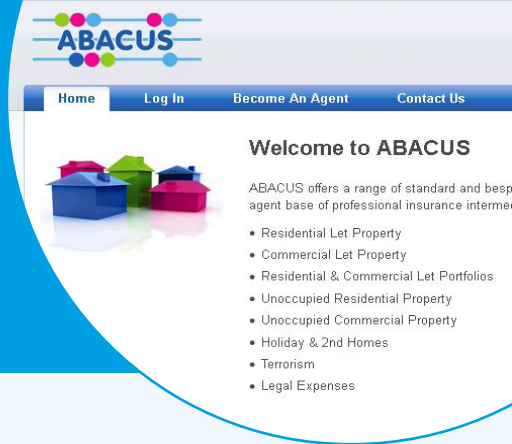 ABACUS
Home Log In Become An Agent Contact Us
Welcome to ABACUS
ABACUS offers a range of standard and
agent base of professional insurance
• Residential Let Property
• Commercial Let Property
• Residential & Commercial Let Portfolios
• Unoccupied Residential Property
• Unoccupied Commercial Property
• Holiday & 2nd Homes
• Terrorism
• Legal Expenses